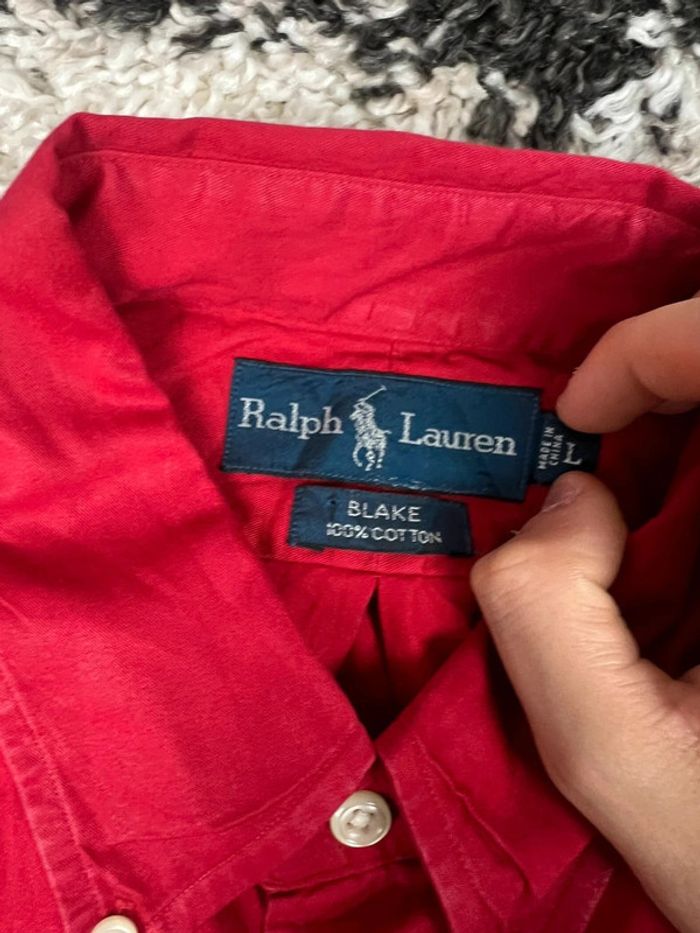 Ralph Lauren
MADE IN
CHINA
L
BLAKE
100% COTTON